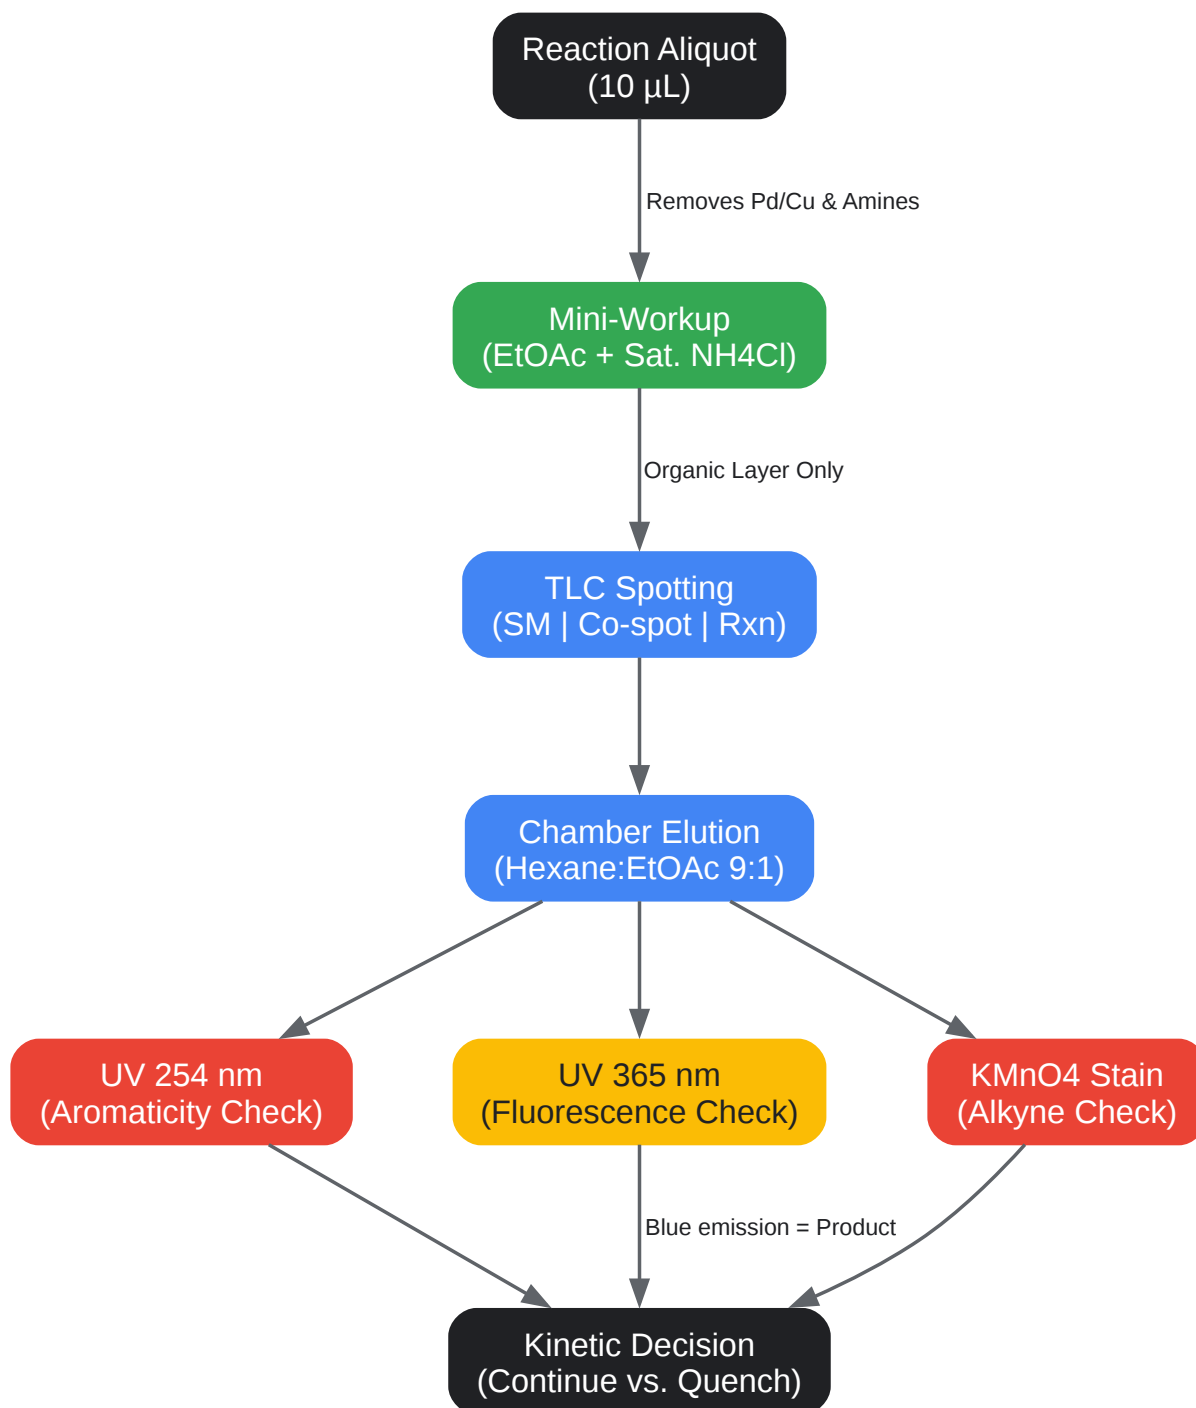 Reaction Aliquot
(10 µL)
Removes Pd/Cu & Amines
Mini-Workup
(EtOAc + Sat. NH4Cl)
Organic Layer Only
TLC Spotting
(SM | Co-spot | Rxn)
Chamber Elution
(Hexane:EtOAc 9:1)
UV 254 nm
(Aromaticity Check)
UV 365 nm
(Fluorescence Check)
KMnO4 Stain
(Alkyne Check)
Blue emission = Product
Kinetic Decision
(Continue vs. Quench)